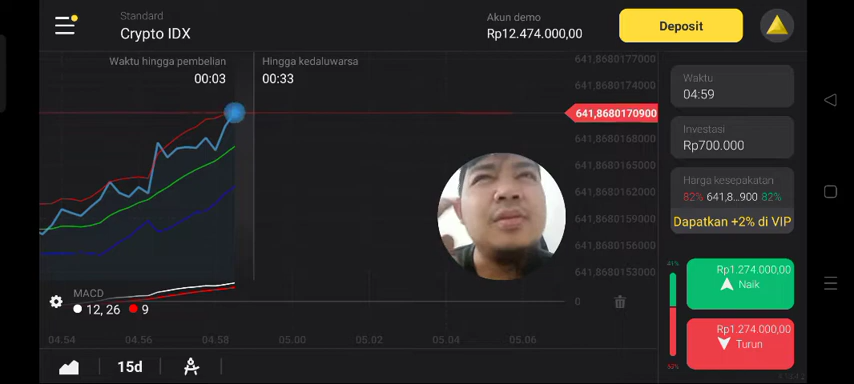 Standard
Crypto IDX
Akun demo
Rp12.474.000,00
Deposit
Waktu hingga pembelian
00:03
Hingga kedaluwarsa
00:33
641,8680177000
641,8680174000
641,8680170900
641,8680168000
641,8680165000
641,8680162000
641,8680159000
641,8680156000
641,8680153000
0
Waktu
04:59
Investasi
Rp700.000
Harga kesepakatan
82% 641,8...900 82%
Dapatkan +2% di VIP
41%
Rp1.274.000,00
Naik
Rp1.274.000,00
Turun
MACD
12, 26
9
04.54
04.56
04.58
05.00
05.02
05.04
05.06
15d